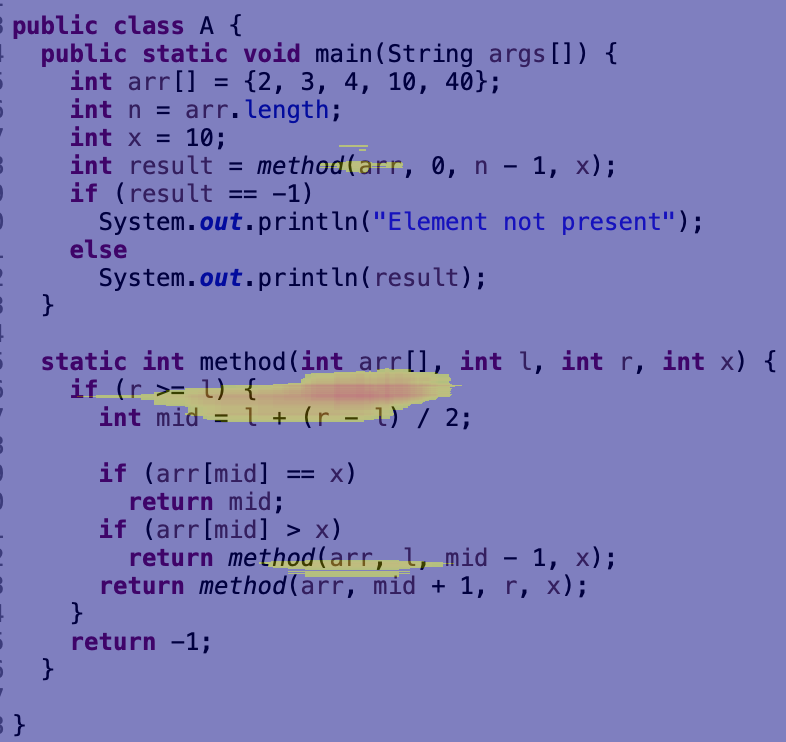 public class A {
public static void main(String args[]) {
int arr[] = {2, 3, 4, 10, 40};
int n = arr.length;
int x = 10;
int result = method(arr, 0, n - 1, x);
if (result == -1)
System.out.println("Element not present");
else
System.out.println(result);
}
static int method(int arr[], int l, int r, int x) {
if (r >= l) {
int mid = l + (r - l) / 2;
if (arr[mid] == x)
return mid;
if (arr[mid] > x)
return method(arr, l, mid - 1, x);
return method(arr, mid + 1, r, x);
}
return -1;
}
}